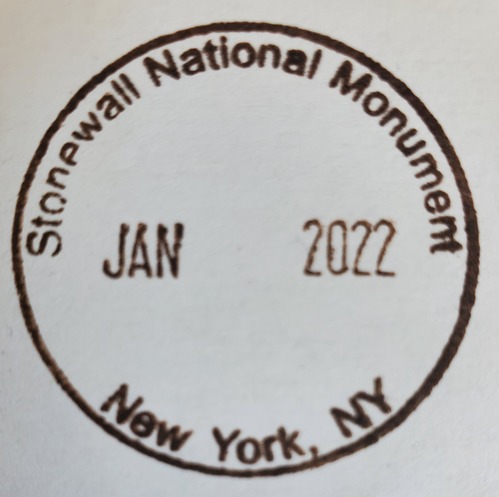 Stonewall National Monument
JAN 2022
New York, NY